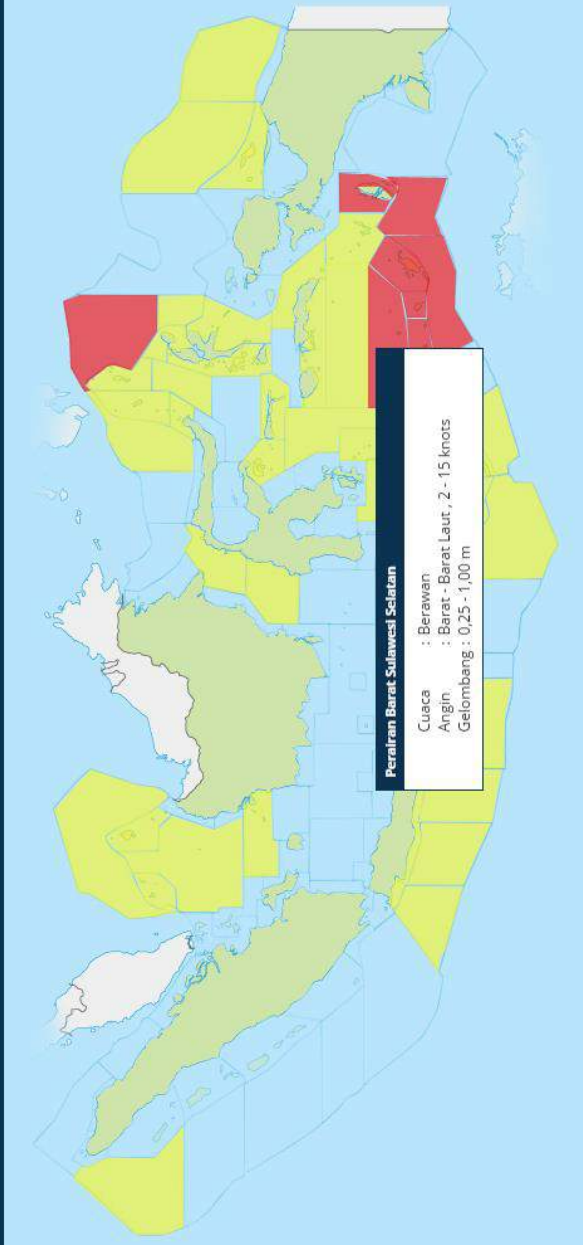 Perairan Barat Sulawesi Selatan
Cuaca : Berawan
Angin : Barat - Barat Laut , 2 - 15 knots
Gelombang : 0,25 - 1,00 m